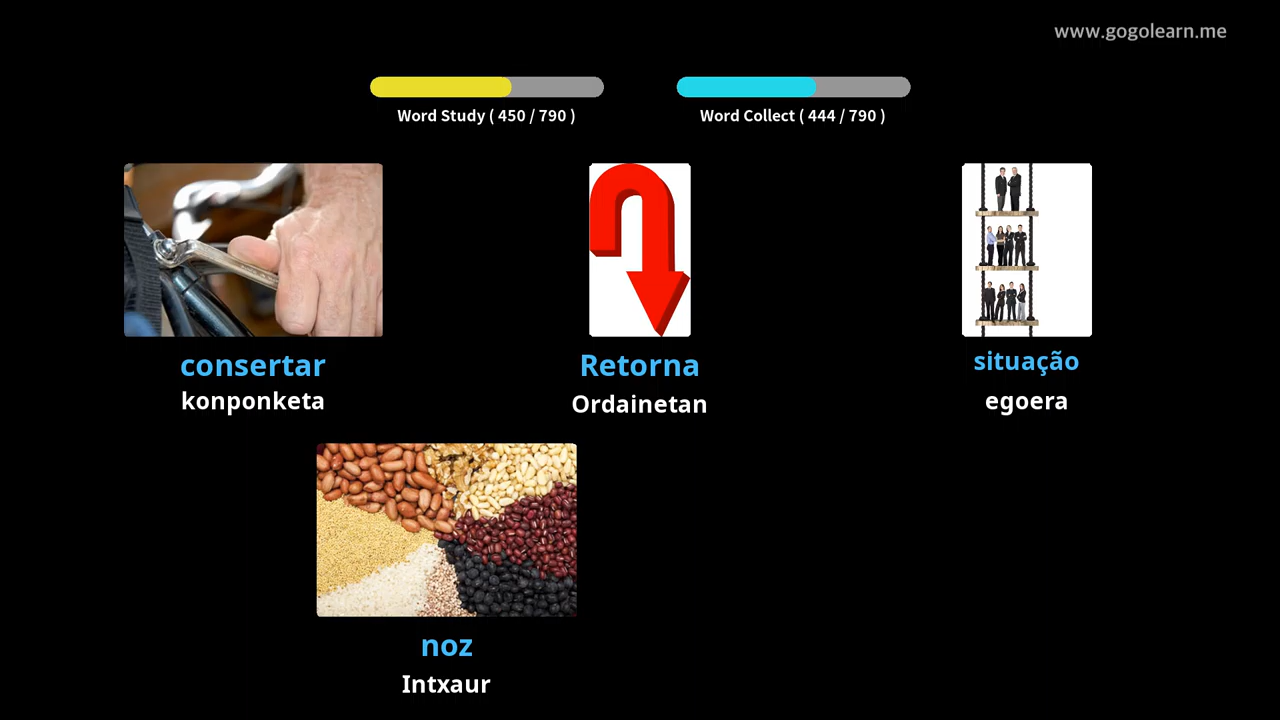 www.gogolearn.me
Word Study ( 450 / 790 )
Word Collect ( 444 / 790 )
consertar
konponketa
Retorna
Ordainetan
situação
egoera
noz
Intxaur